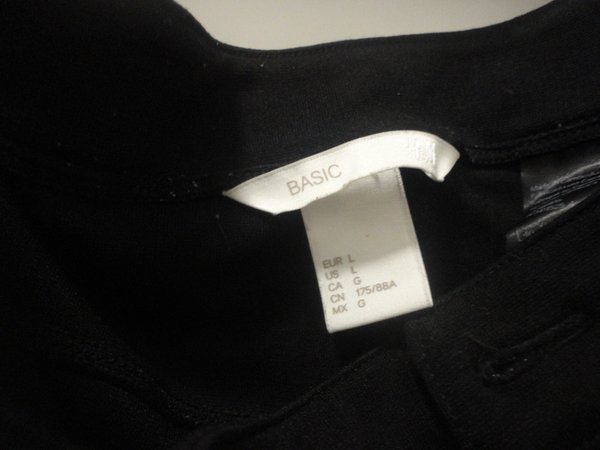 BASIC
EUR L
US L
CA G
CN 175/88A
MX G